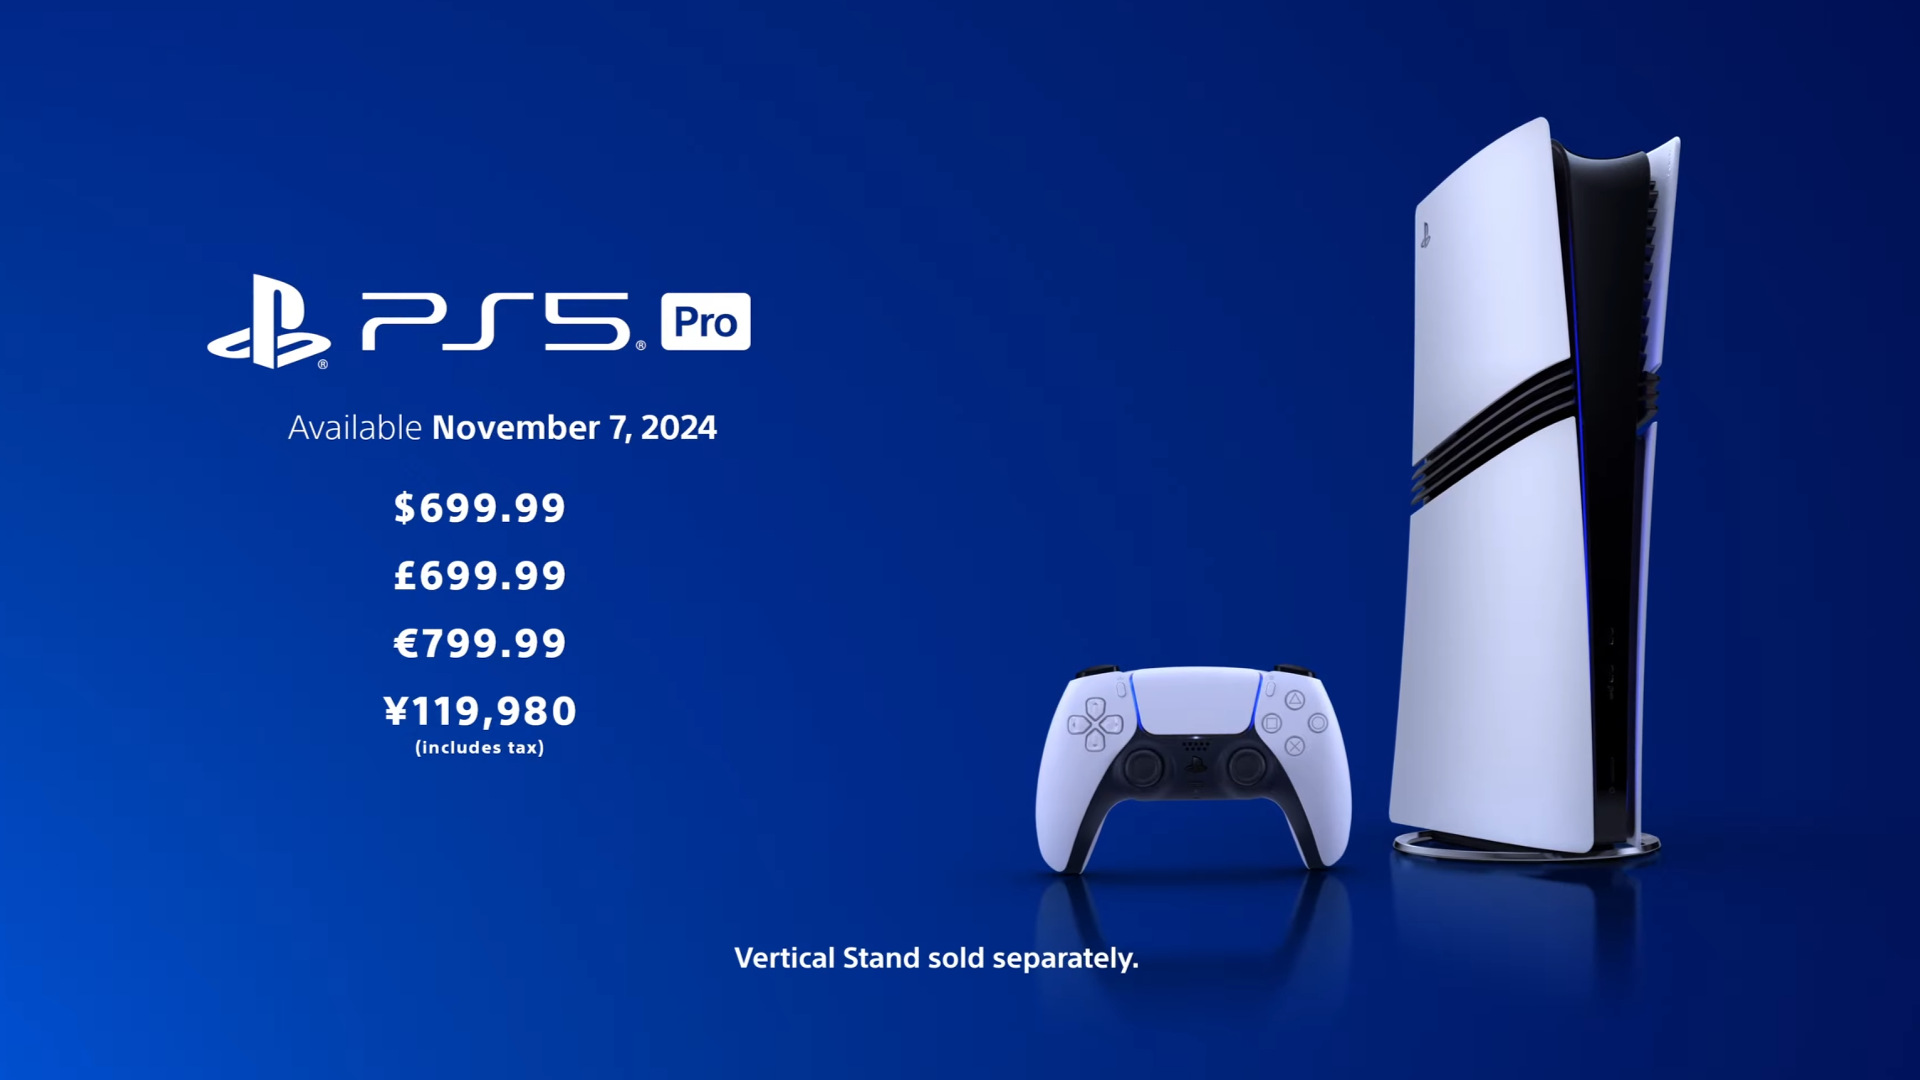 PS5® Pro
®
Available November 7, 2024
$699.99
£699.99
€799.99
¥119,980
(includes tax)
Vertical Stand sold separately.